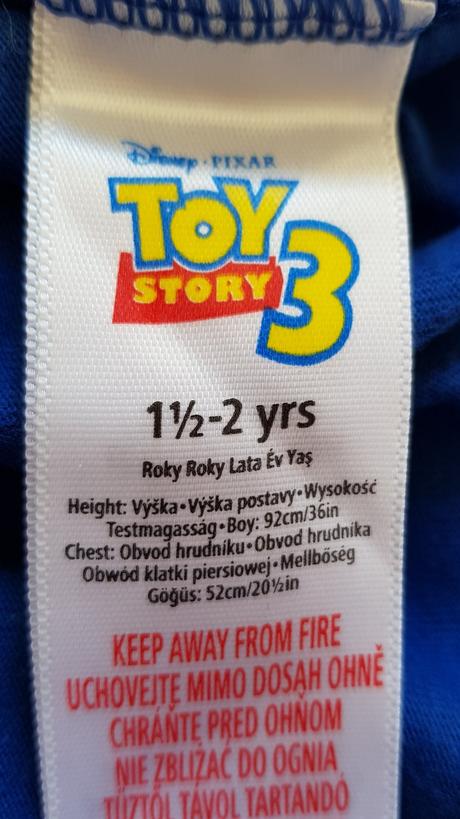 Disney · PIXAR
TOY
STORY 3
1½-2 yrs
Roky Roky Lata Év Yaş
Height: Výška•Výška postavy•Wysokość
Testmagasság•Boy: 92cm/36in
Chest: Obvod hrudníku•Obvod hrudníka
Obwód klatki piersiowej•Mellbőség
Göğüs: 52cm/20½in
KEEP AWAY FROM FIRE
UCHOVEJTE MIMO DOSAH OHNĚ
CHRÁŇTE PRED OHŇOM
NIE ZBLIŻAĆ DO OGNIA
TŰZTŐL TÁVOL TARTANDÓ